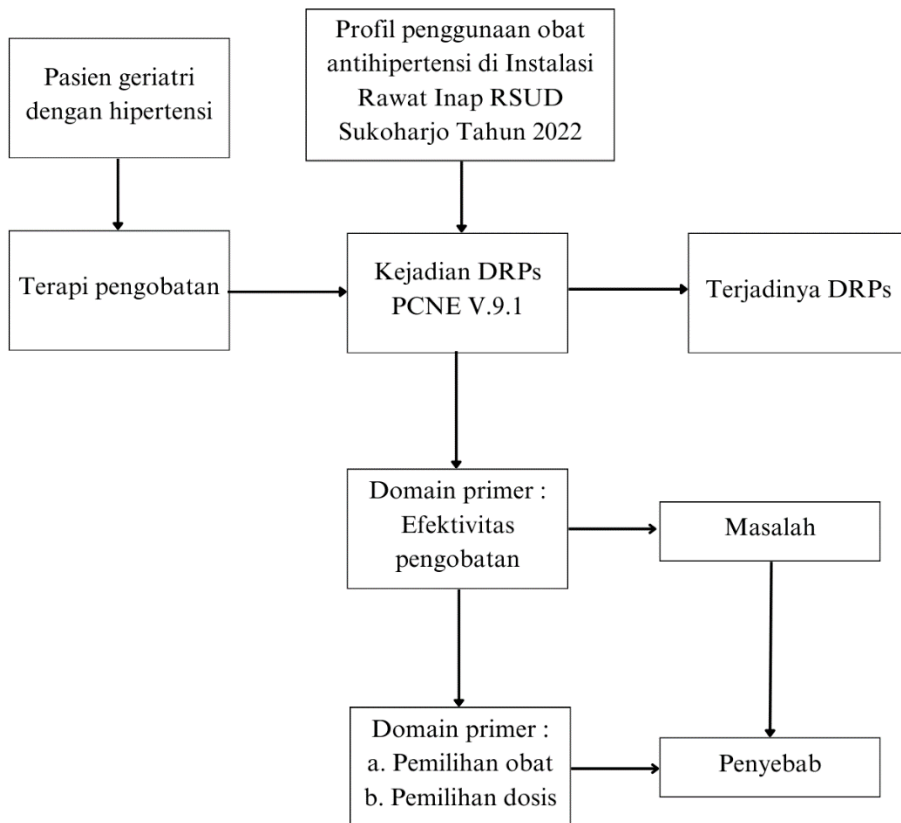 Pasien geriatri
dengan hipertensi
Profil penggunaan obat
antihipertensi di Instalasi
Rawat Inap RSUD
Sukoharjo Tahun 2022
Terapi pengobatan
Kejadian DRPs
PCNE V.9.1
Terjadinya DRPs
Domain primer :
Efektivitas
pengobatan
Masalah
Domain primer :
a. Pemilihan obat
b. Pemilihan dosis
Penyebab